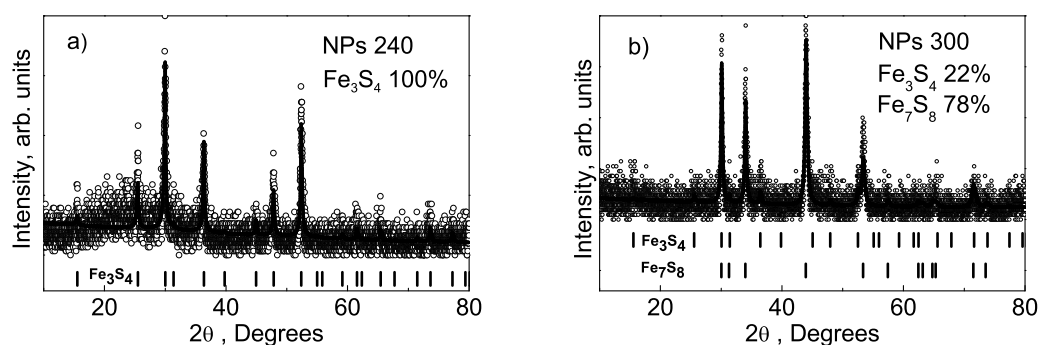 a)
NPs 240
Fe₃S₄ 100%
Intensity, arb. units
Fe₃S₄
20 40 60 80
2θ , Degrees
b)
NPs 300
Fe₃S₄ 22%
Fe₇S₈ 78%
Intensity, arb. units
Fe₃S₄
Fe₇S₈
20 40 60 80
2θ , Degrees